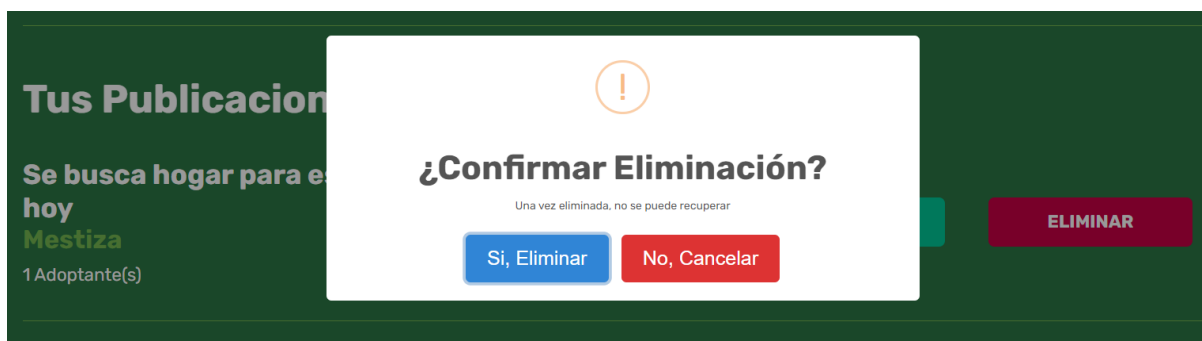 Tus Publicacion
Se busca hogar para e
hoy
Mestiza
1 Adoptante(s)
!
¿Confirmar Eliminación?
Una vez eliminada, no se puede recuperar
Si, Eliminar
No, Cancelar
ELIMINAR